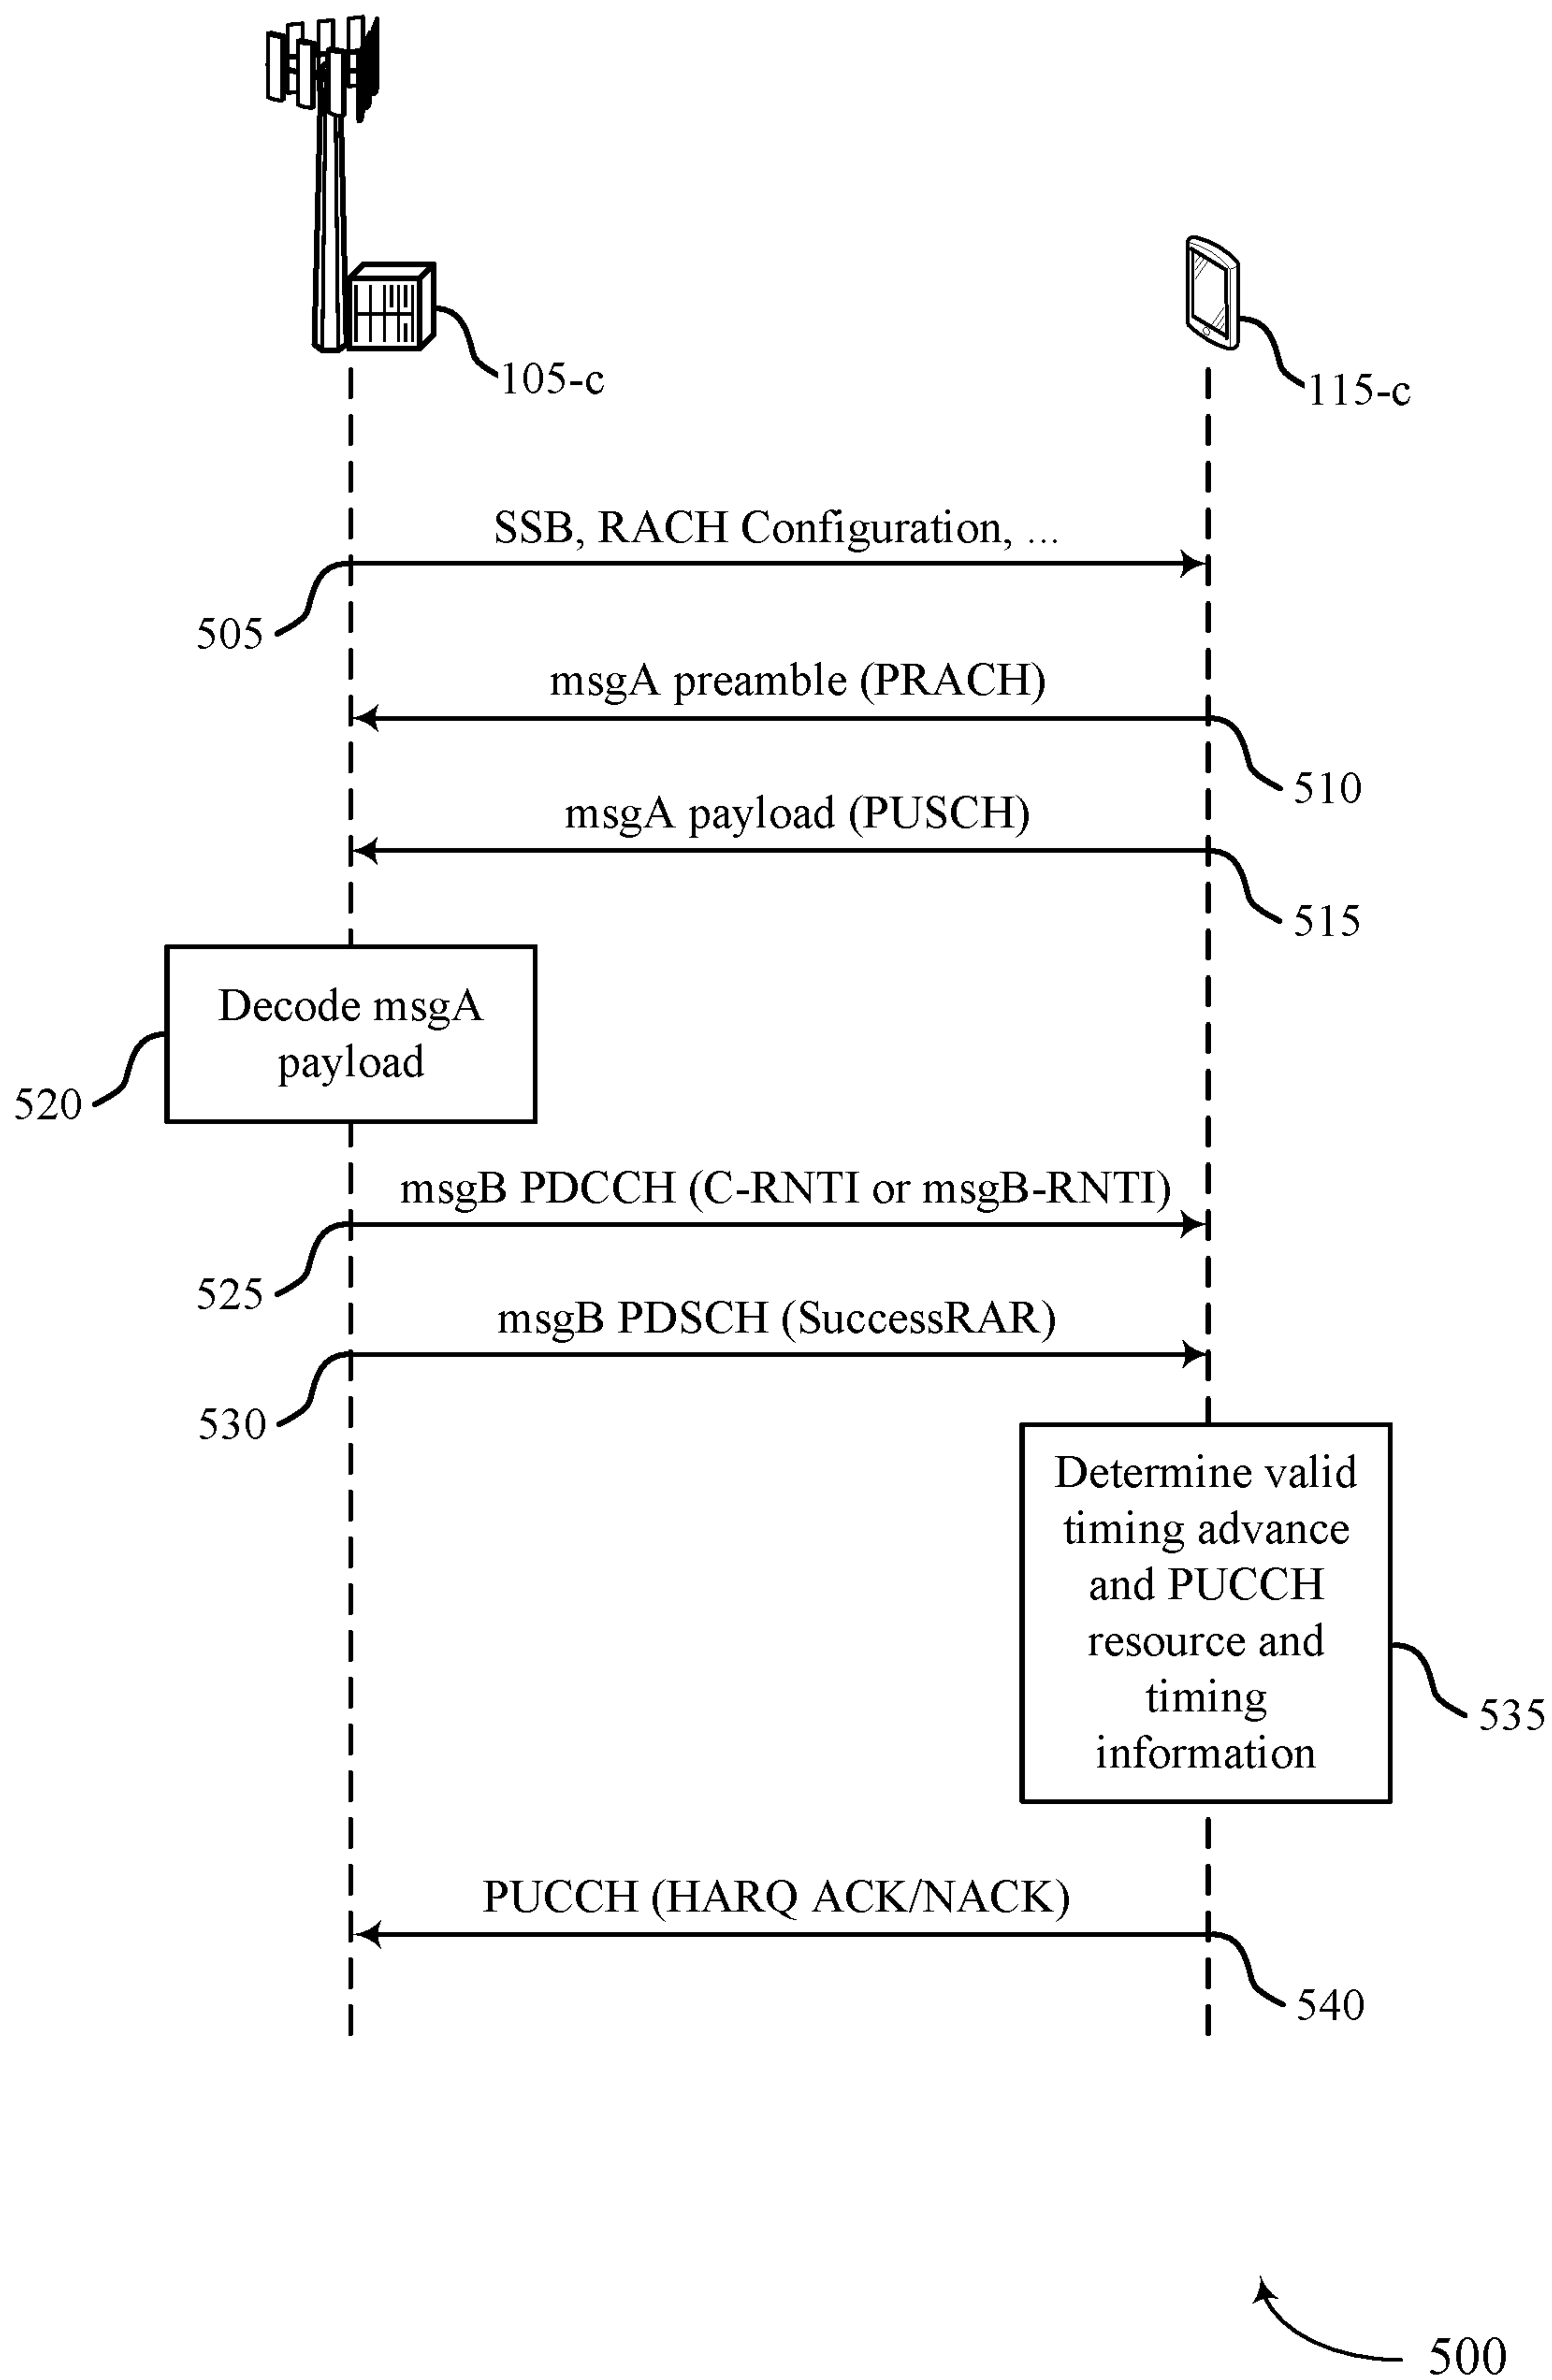 105-c
115-c
SSB, RACH Configuration, ...
505
msgA preamble (PRACH)
510
msgA payload (PUSCH)
515
Decode msgA
payload
520
msgB PDCCH (C-RNTI or msgB-RNTI)
525
msgB PDSCH (SuccessRAR)
530
Determine valid
timing advance
and PUCCH
resource and
timing
information
535
PUCCH (HARQ ACK/NACK)
540
500